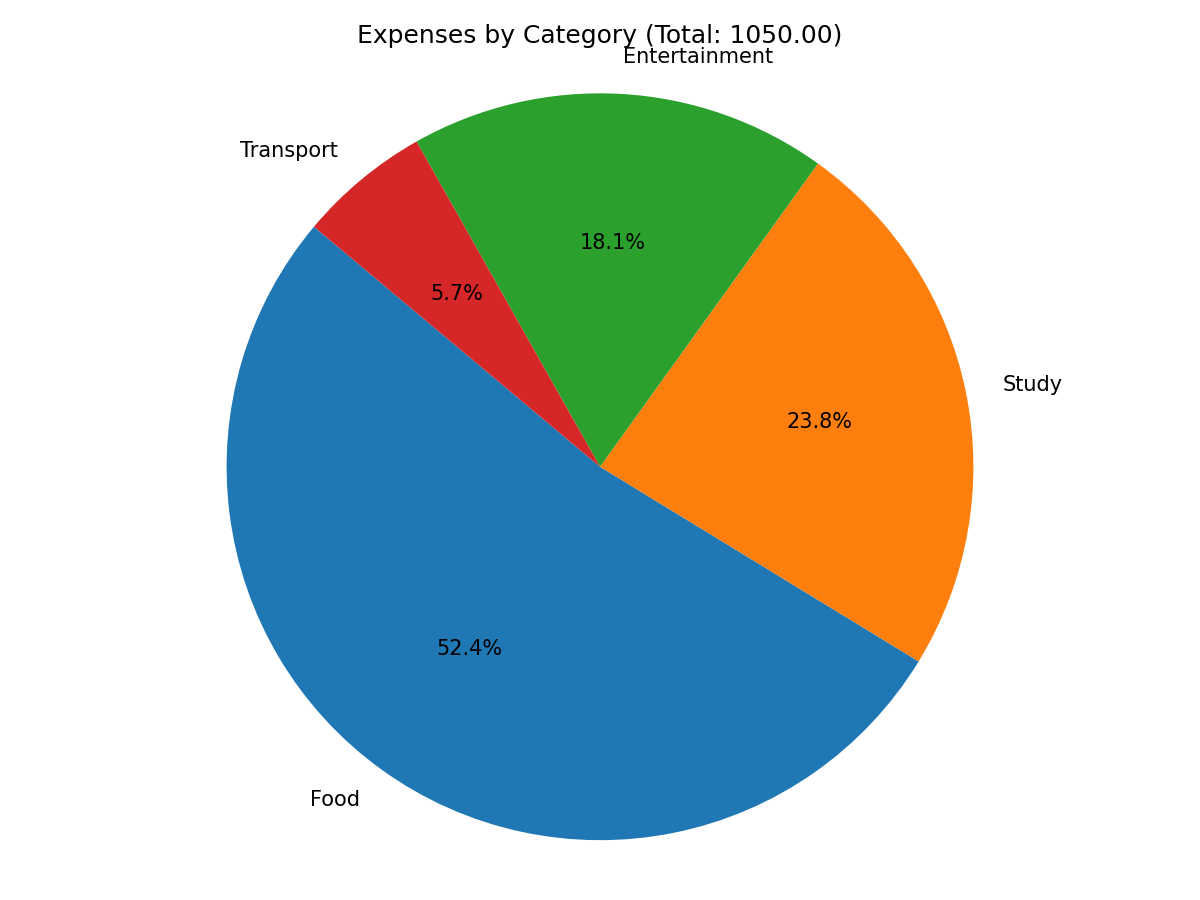 Expenses by Category (Total: 1050.00)
Entertainment
Transport
18.1%
5.7%
Study
23.8%
52.4%
Food